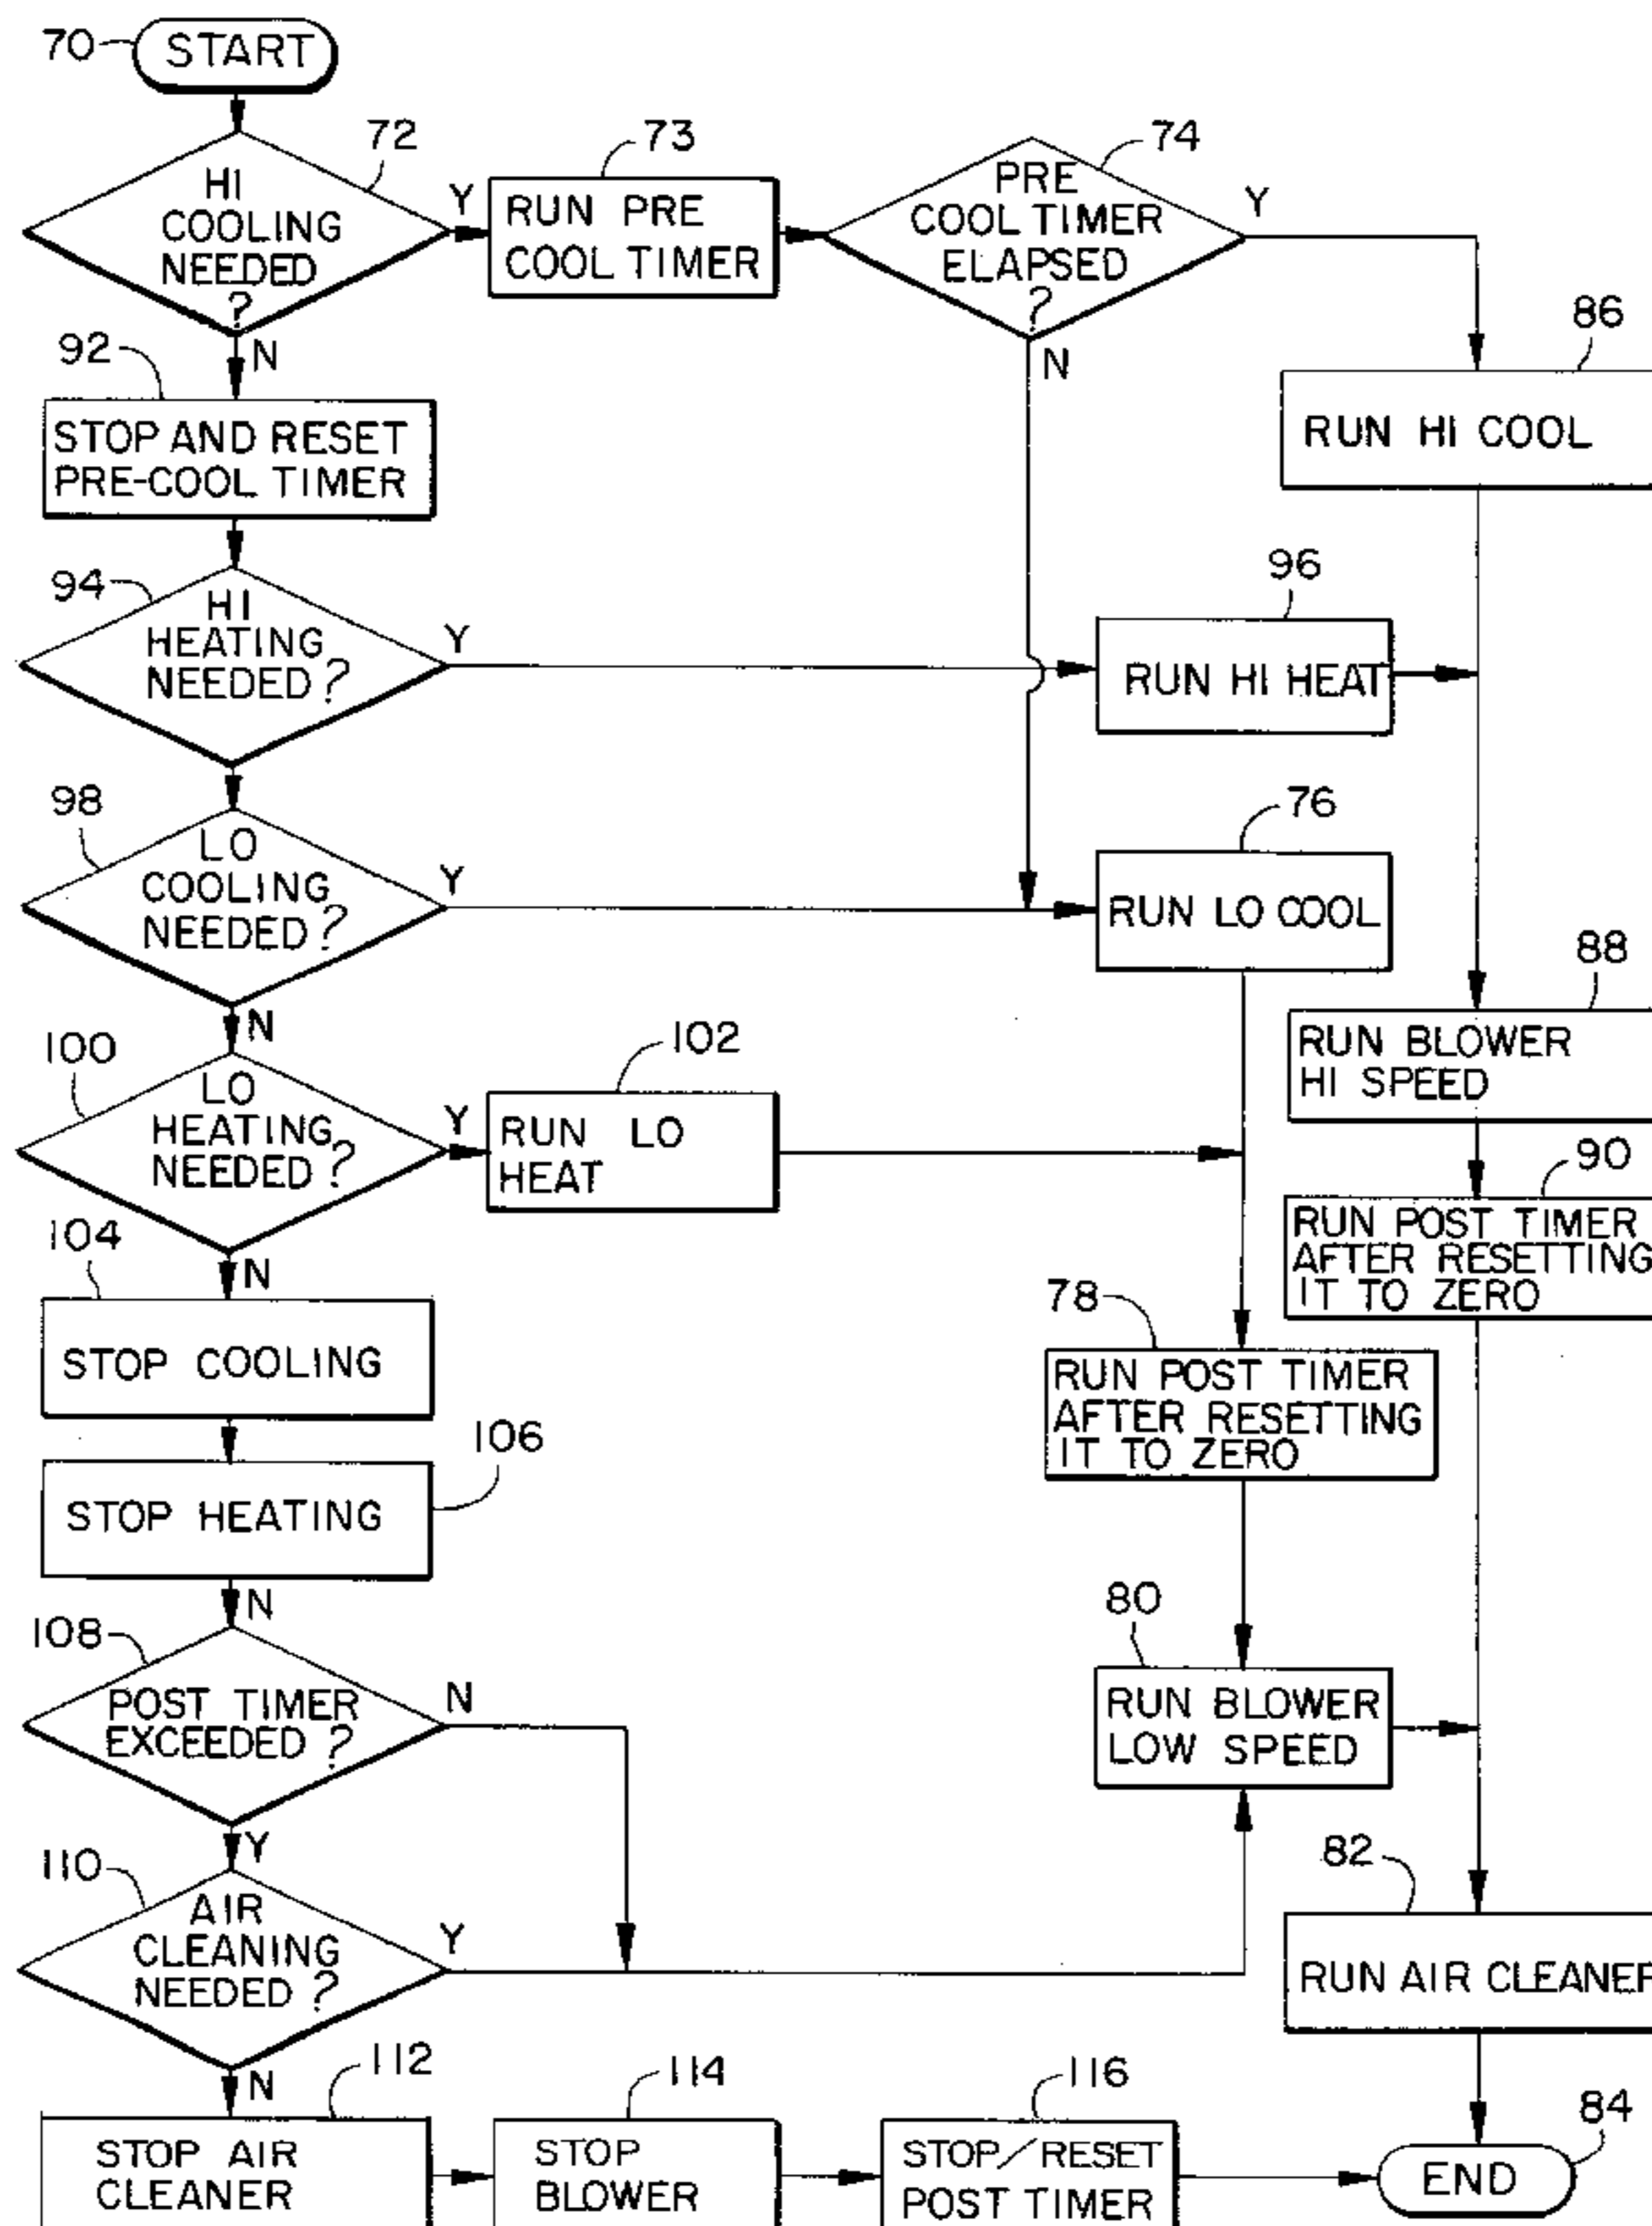 70
START
72
HI
COOLING
NEEDED
?
Y
N
73
RUN PRE
COOL TIMER
74
PRE
COOL TIMER
ELAPSED
?
Y
N
86
RUN HI COOL
92
STOP AND RESET
PRE-COOL TIMER
94
HI
HEATING
NEEDED?
Y
96
RUN HI HEAT
98
LO
COOLING
NEEDED?
Y
N
76
RUN LO COOL
88
RUN BLOWER
HI SPEED
100
LO
HEATING
NEEDED?
Y
N
102
RUN LO
HEAT
90
RUN POST TIMER
AFTER RESETTING
IT TO ZERO
104
STOP COOLING
78
RUN POST TIMER
AFTER RESETTING
IT TO ZERO
106
STOP HEATING
N
108
POST TIMER
EXCEEDED?
N
Y
80
RUN BLOWER
LOW SPEED
110
AIR
CLEANING
NEEDED?
Y
N
82
RUN AIR CLEANER
112
STOP AIR
CLEANER
114
STOP
BLOWER
116
STOP/RESET
POST TIMER
84
END